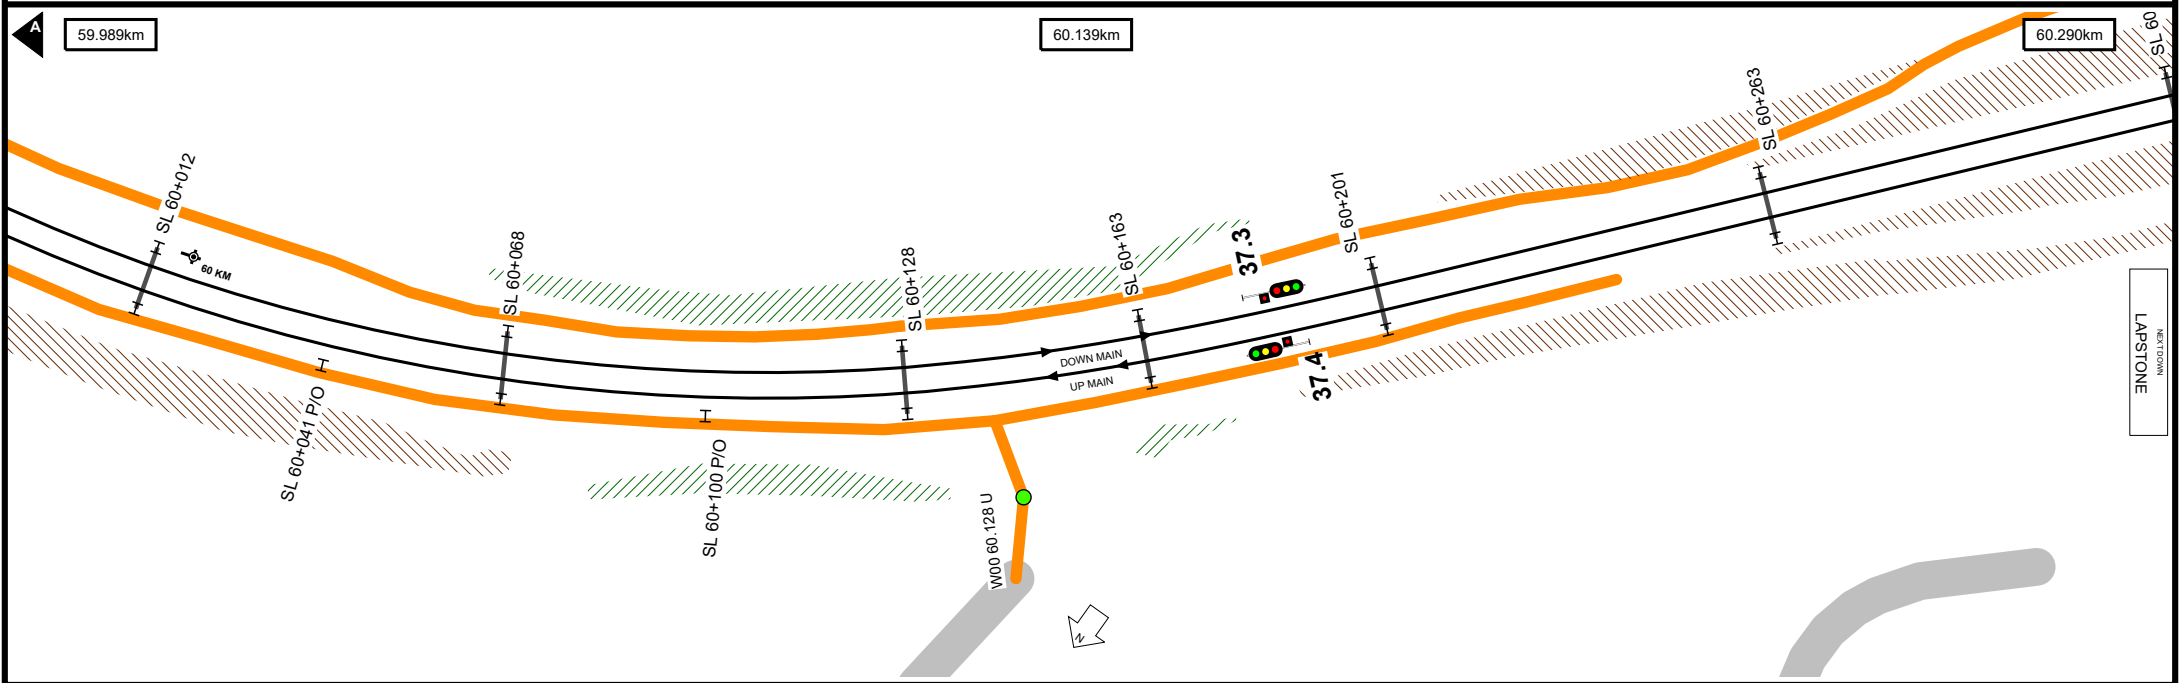 A
59.989km
60.139km
60.290km
SL 60
SL 60+012
60 KM
SL 60+068
SL 60+128
SL 60+163
37.3
SL 60+201
SL 60+263
DOWN MAIN
UP MAIN
37.4
SL 60+041 P/O
SL 60+100 P/O
W00 60.128 U
N
NEXT DOWN
LAPSTONE